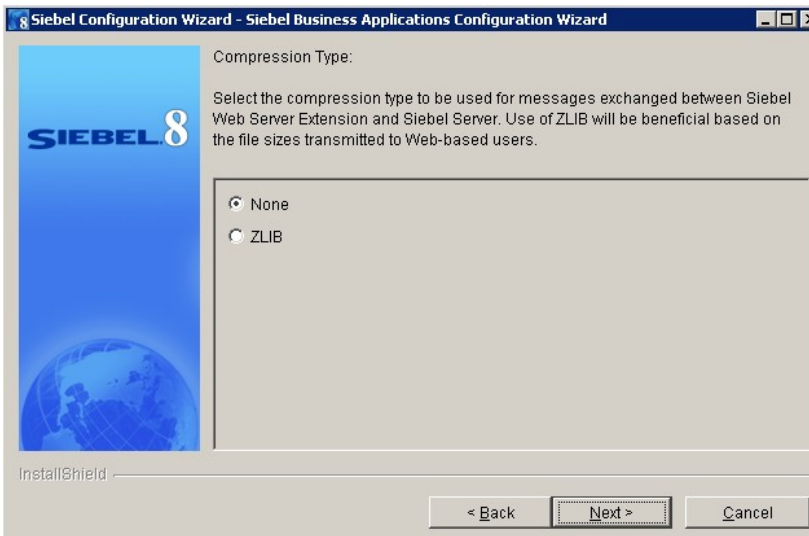 Siebel Configuration Wizard - Siebel Business Applications Configuration Wizard
SIEBEL. 8
Compression Type:
Select the compression type to be used for messages exchanged between Siebel
Web Server Extension and Siebel Server. Use of ZLIB will be beneficial based on
the file sizes transmitted to Web-based users.
None
ZLIB
InstallShield
< Back
Next >
Cancel